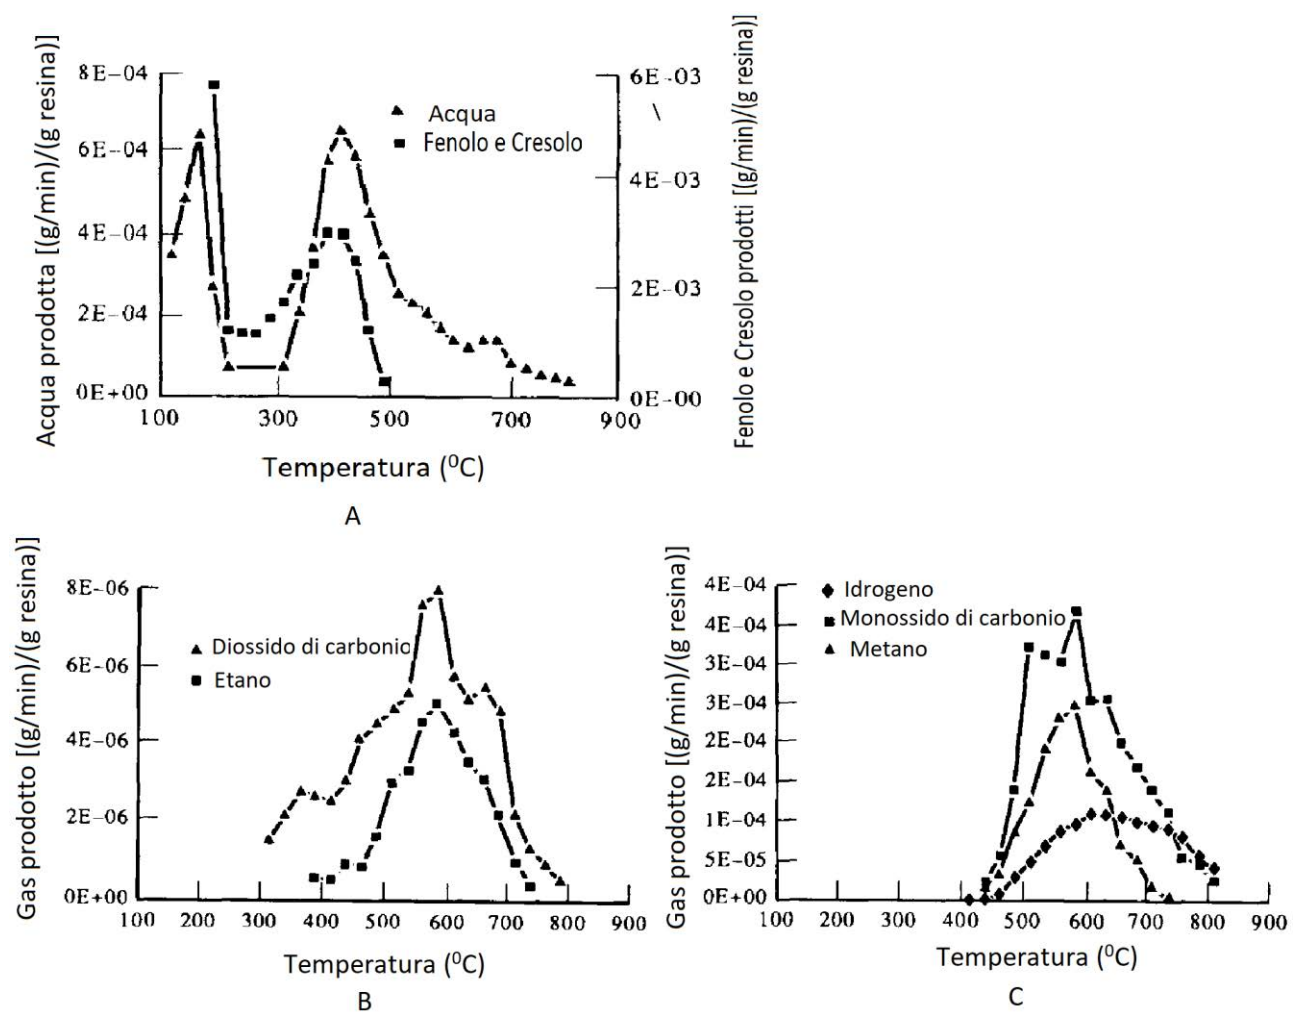 Acqua prodotta [(g/min)/(g resina)]
8E-04
6E-04
4E-04
2E-04
0E+00
Acqua
Fenolo e Cresolo
6E-03
4E-03
2E-03
0E-00
Fenolo e Cresolo prodotti [(g/min)/(g resina)]
100 300 500 700 900
Temperatura (⁰C)
A
Gas prodotto [(g/min)/(g resina)]
8E-06
6E-06
4E-06
2E-06
0E+00
Diossido di carbonio
Etano
100 200 300 400 500 600 700 800 900
Temperatura (⁰C)
B
Gas prodotto [(g/min)/(g resina)]
4E-04
4E-04
3E-04
3E-04
2E-04
2E-04
1E-04
5E-05
0E+00
Idrogeno
Monossido di carbonio
Metano
100 200 300 400 500 600 700 800 900
Temperatura (⁰C)
C